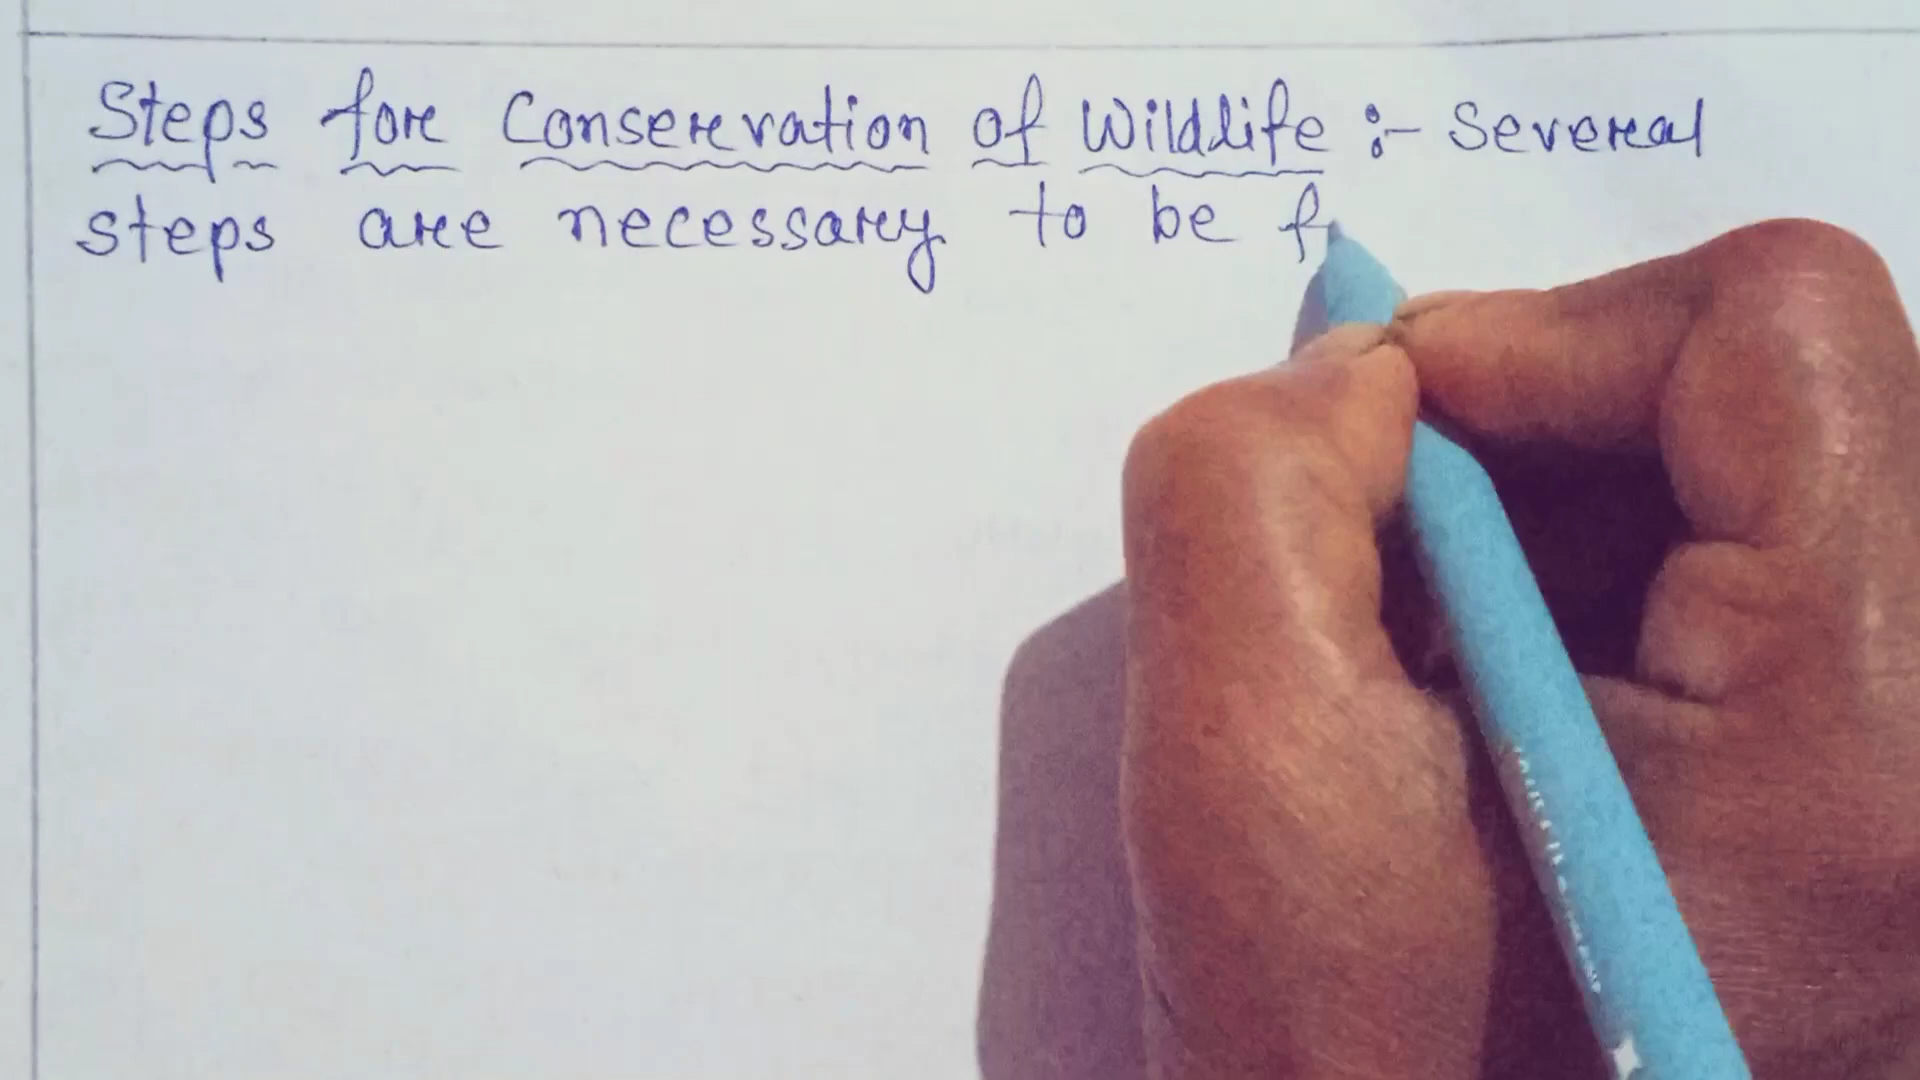 Steps for Conservation of Wildlife :- Several
steps are necessary to be f